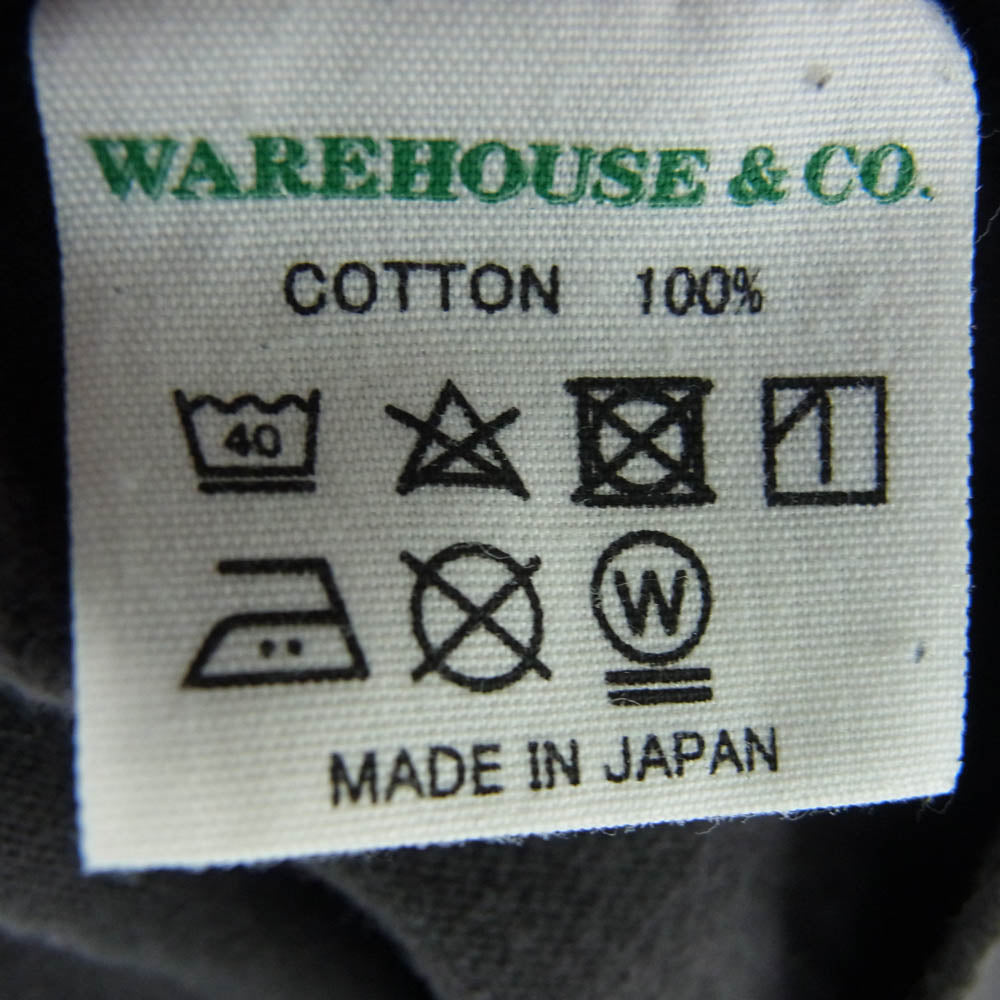 WAREHOUSE & CO.
COTTON 100%
40
W
MADE IN JAPAN